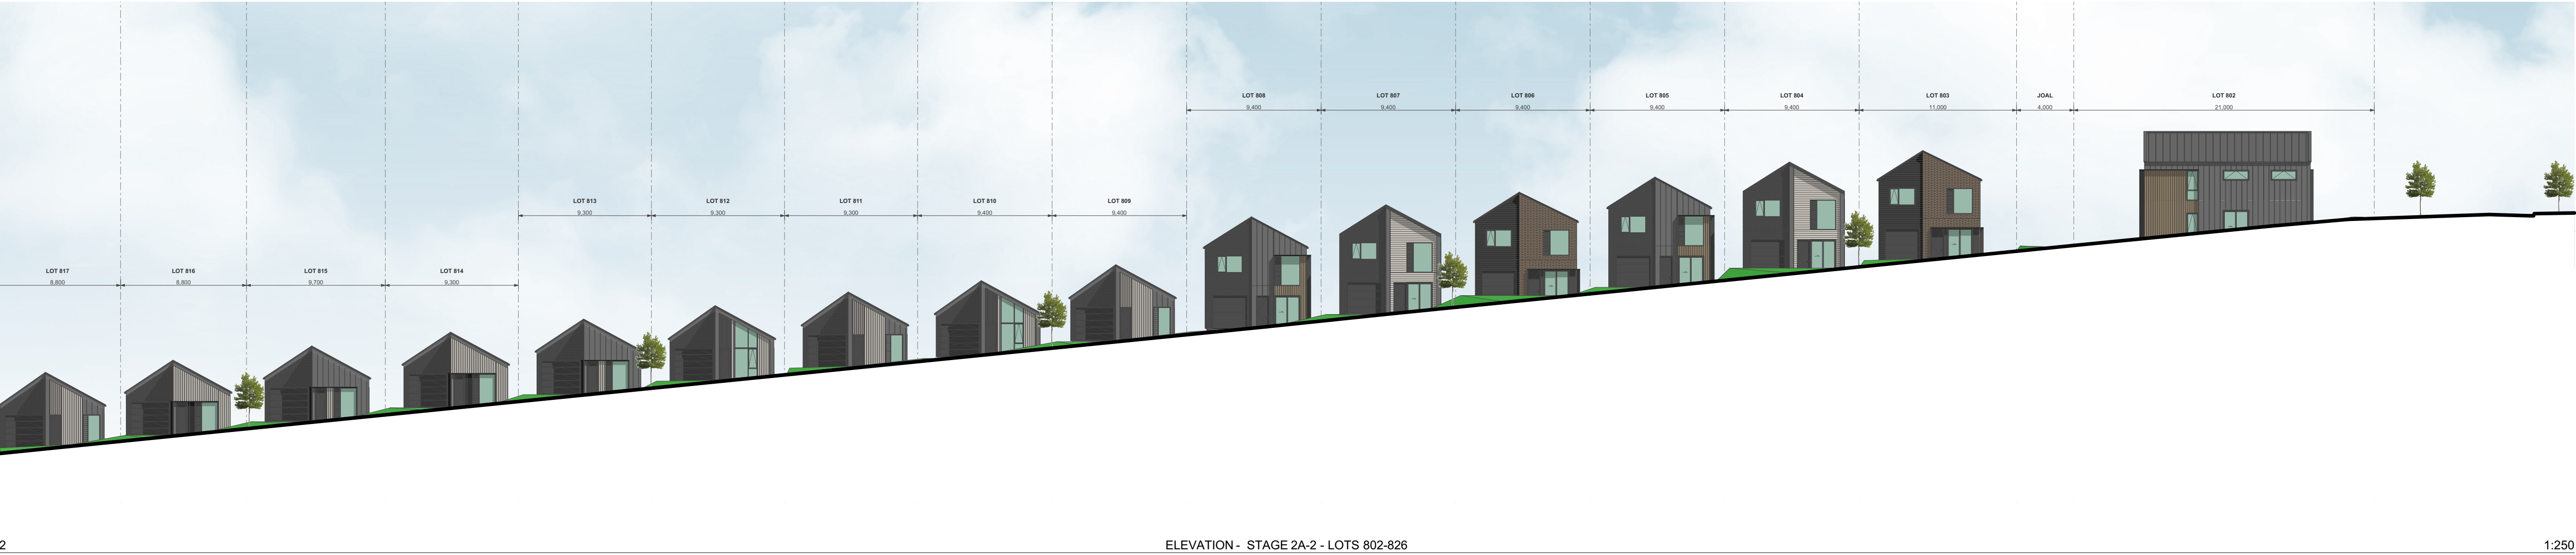 LOT 808 LOT 807 LOT 806 LOT 805 LOT 804 LOT 803 JOAL LOT 802
9,400 9,400 9,400 9,400 9,400 11,000 4,000 21,000
LOT 813 LOT 812 LOT 811 LOT 810 LOT 809
9,300 9,300 9,300 9,400 9,400
LOT 817 LOT 816 LOT 815 LOT 814
8,800 8,800 9,700 9,300
2 ELEVATION - STAGE 2A-2 - LOTS 802-826 1:250